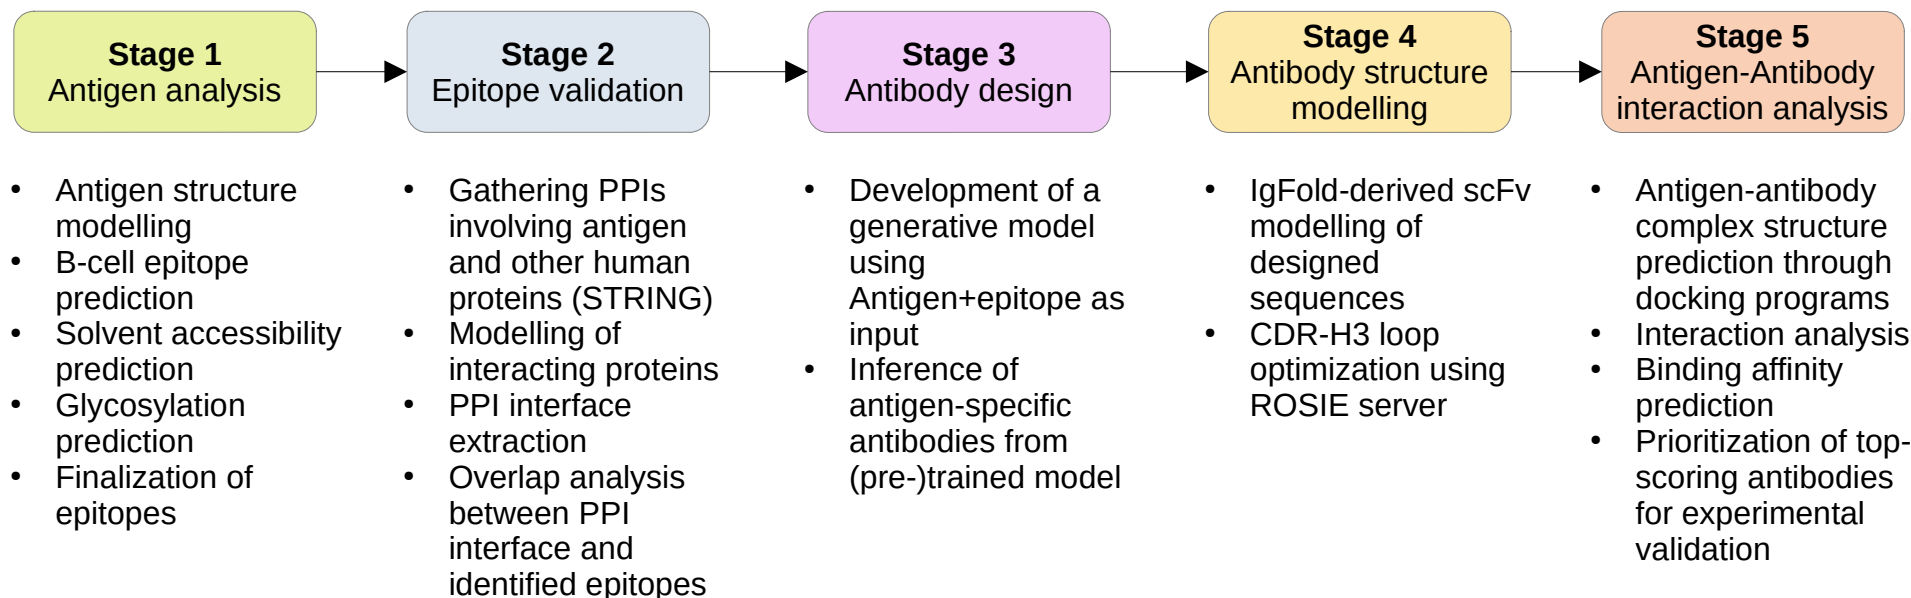 Stage 1
Antigen analysis
Stage 2
Epitope validation
Stage 3
Antibody design
Stage 4
Antibody structure
modelling
Stage 5
Antigen-Antibody
interaction analysis
• Antigen structure
modelling
• B-cell epitope
prediction
• Solvent accessibility
prediction
• Glycosylation
prediction
• Finalization of
epitopes
• Gathering PPIs
involving antigen
and other human
proteins (STRING)
• Modelling of
interacting proteins
• PPI interface
extraction
• Overlap analysis
between PPI
interface and
identified epitopes
• Development of a
generative model
using
Antigen+epitope as
input
• Inference of
antigen-specific
antibodies from
(pre-)trained model
• IgFold-derived scFv
modelling of
designed
sequences
• CDR-H3 loop
optimization using
ROSIE server
• Antigen-antibody
complex structure
prediction through
docking programs
• Interaction analysis
• Binding affinity
prediction
• Prioritization of top-
scoring antibodies
for experimental
validation